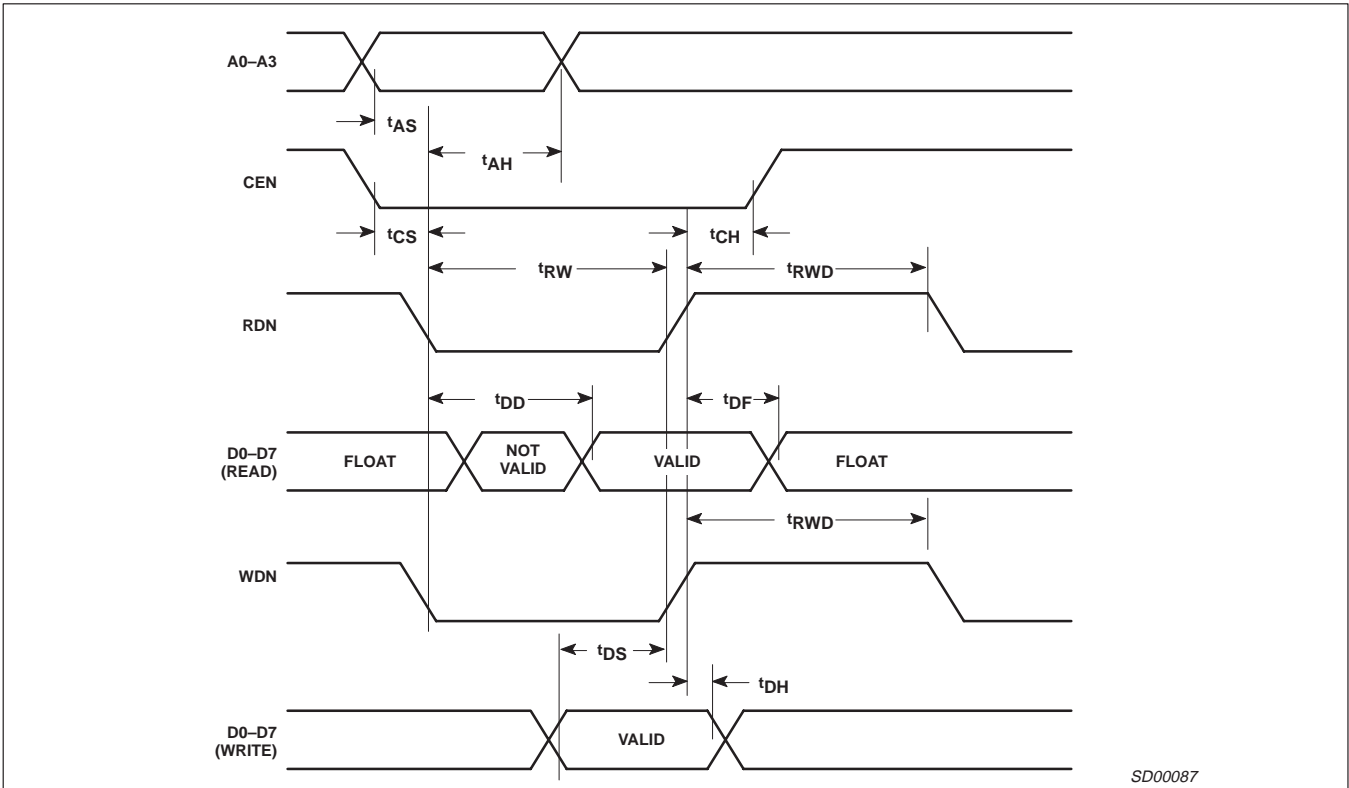 A0–A3
tAS
tAH
CEN
tCS
tCH
tRW
tRWD
RDN
tDD
tDF
D0–D7
(READ)
FLOAT
NOT
VALID
VALID
FLOAT
tRWD
WDN
tDS
tDH
D0–D7
(WRITE)
VALID
SD00087